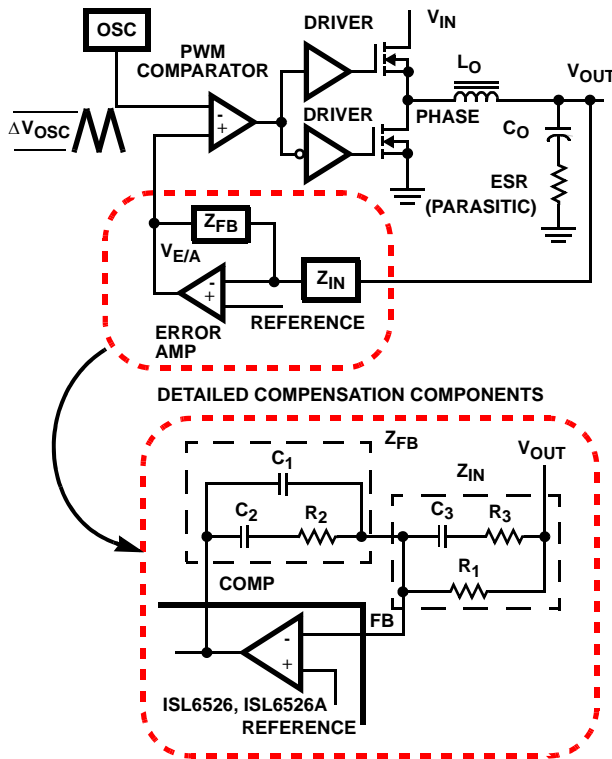 OSC
PWM
COMPARATOR
DRIVER
DRIVER
VIN
LO
VOUT
PHASE
CO
ESR
(PARASITIC)
ΔVOSC
-
+
ZFB
VE/A
ZIN
-
+
REFERENCE
ERROR
AMP
DETAILED COMPENSATION COMPONENTS
ZFB
VOUT
C1
ZIN
C2
R2
C3
R3
R1
COMP
FB
-
+
ISL6526, ISL6526A
REFERENCE